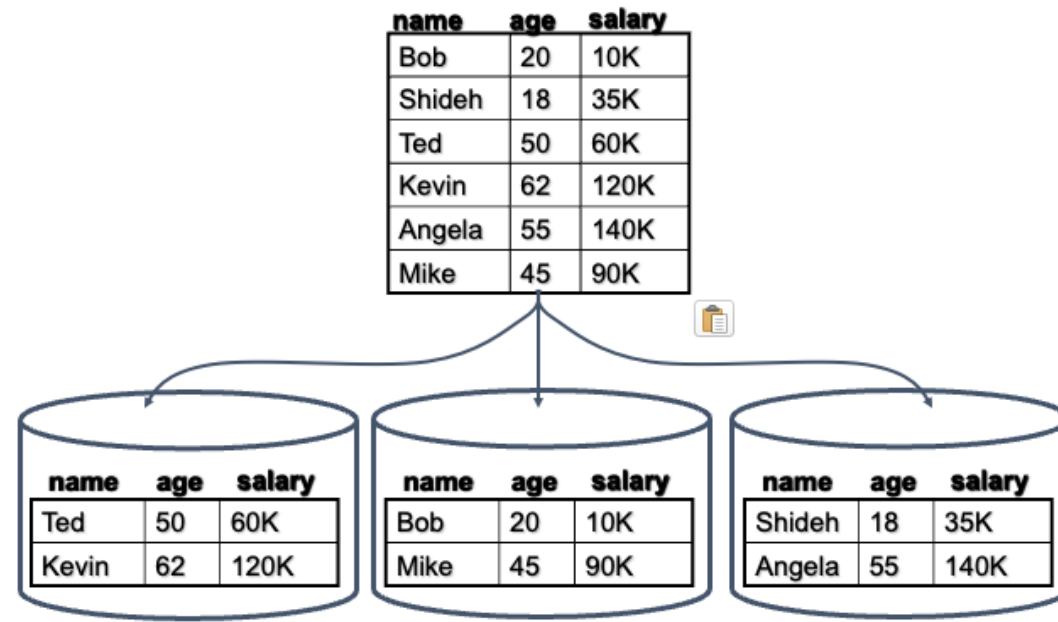 name age salary
Bob 20 10K
Shideh 18 35K
Ted 50 60K
Kevin 62 120K
Angela 55 140K
Mike 45 90K
name age salary
Ted 50 60K
Kevin 62 120K
name age salary
Bob 20 10K
Mike 45 90K
name age salary
Shideh 18 35K
Angela 55 140K